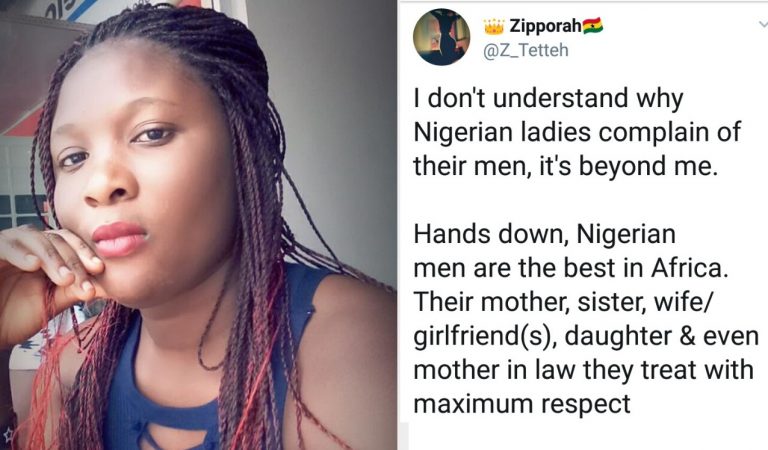 👑 Zipporah🇬🇭
@Z_Tetteh
I don't understand why
Nigerian ladies complain of
their men, it's beyond me.
Hands down, Nigerian
men are the best in Africa.
Their mother, sister, wife/
girlfriend(s), daughter & even
mother in law they treat with
maximum respect